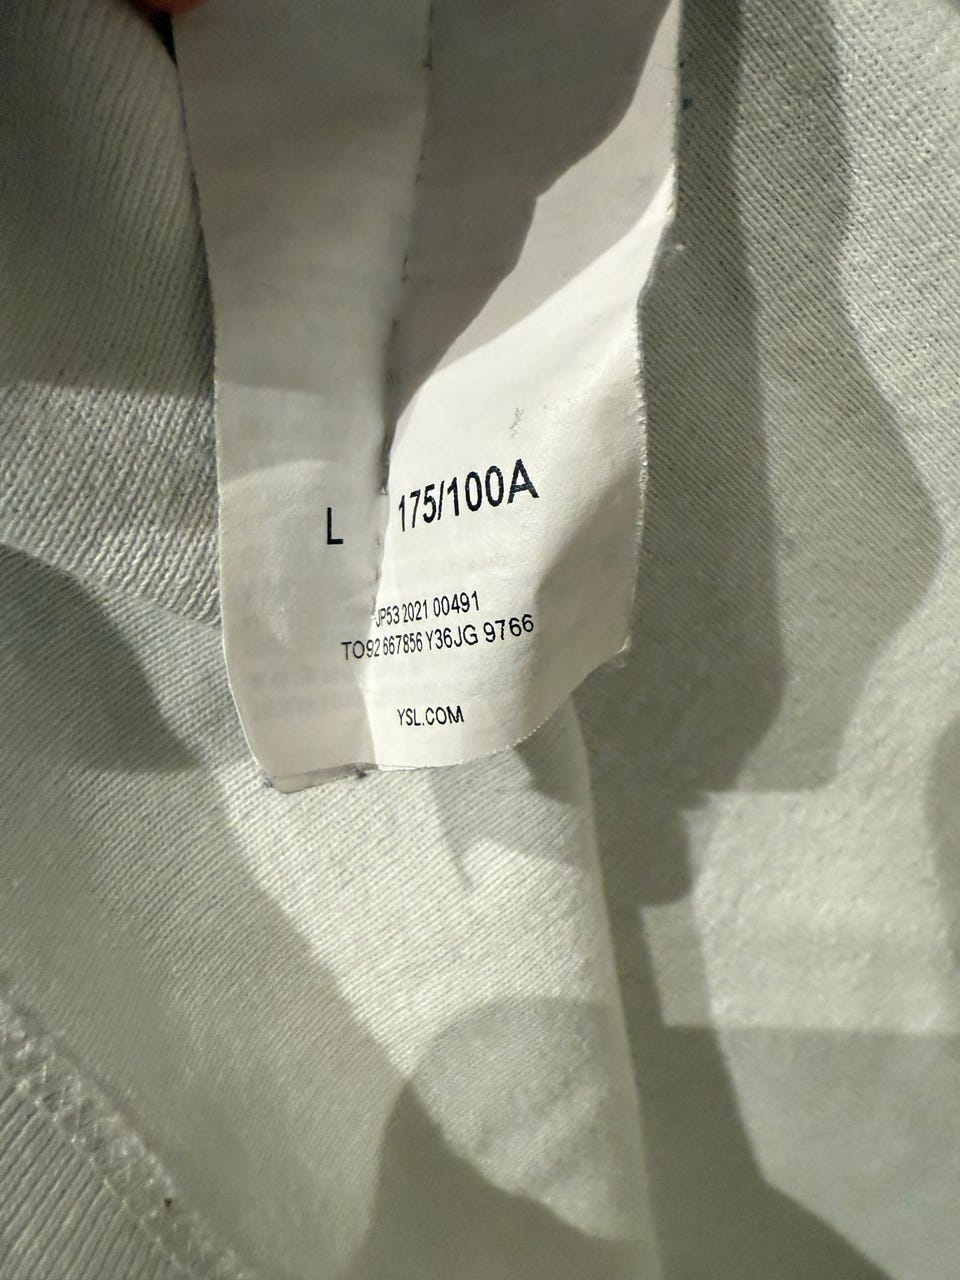 L 175/100A
JP53 2021 00491
TO92 667856 Y36JG 9766
YSL.COM